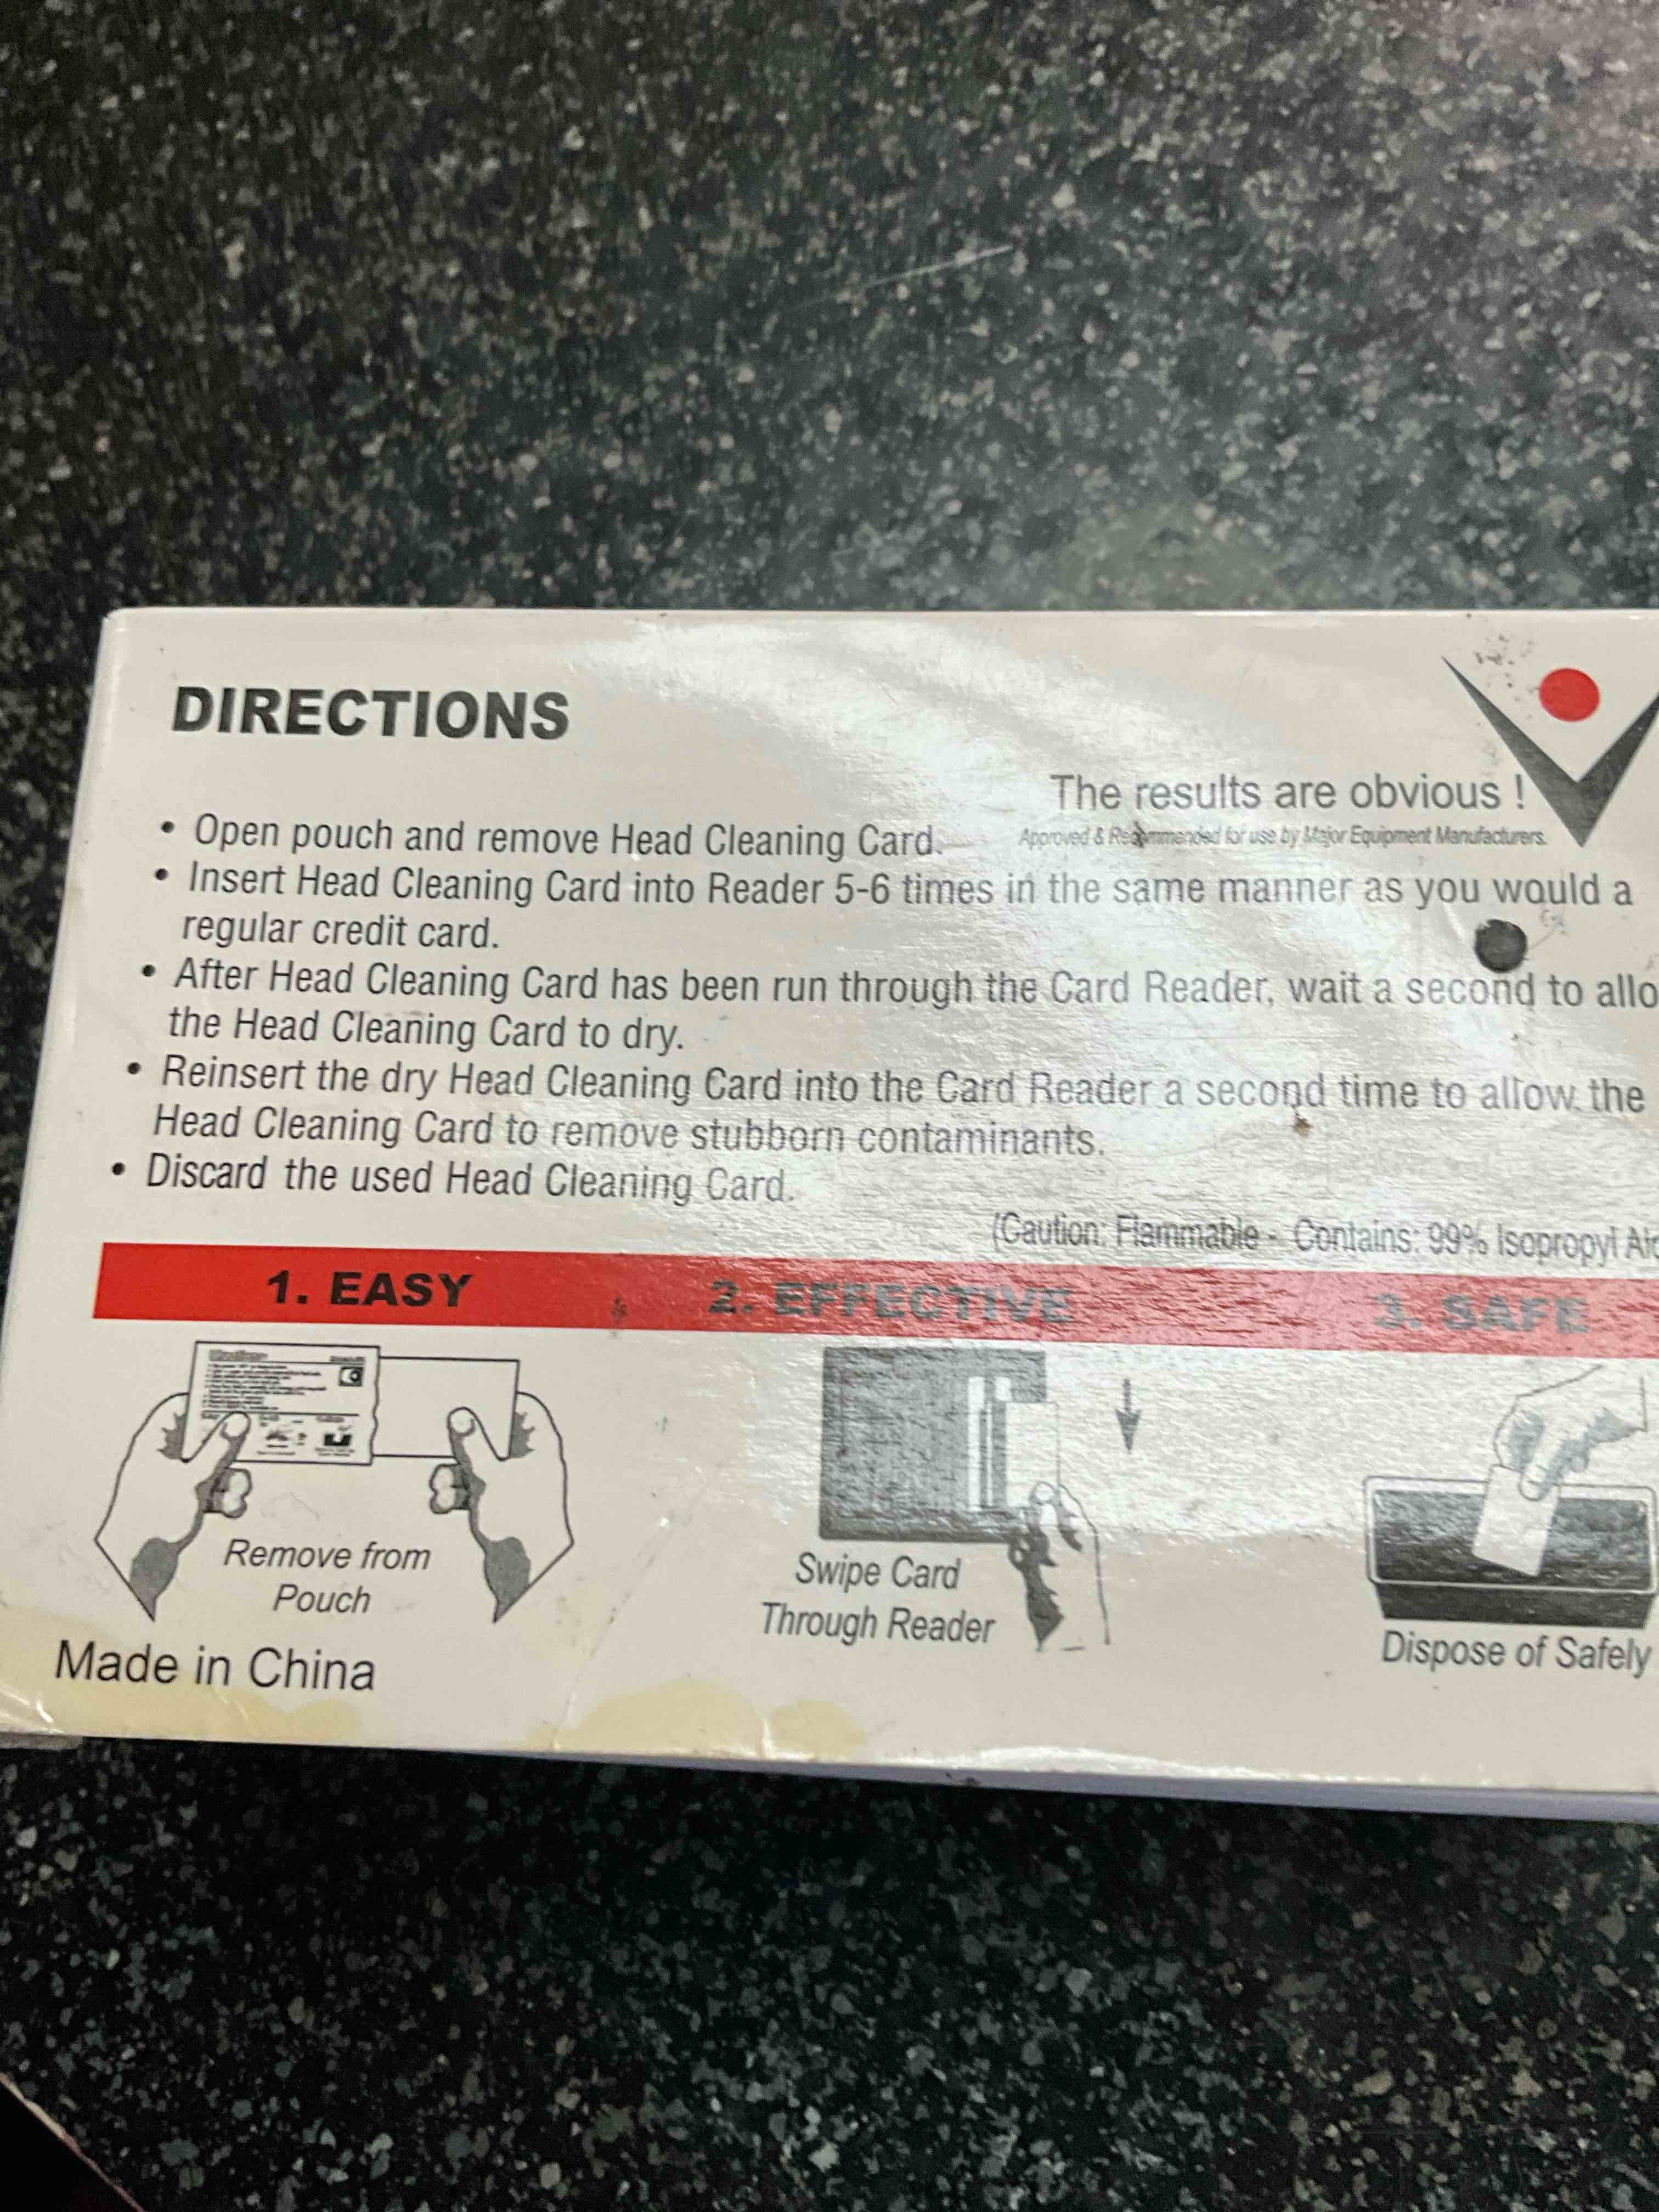 DIRECTIONS
The results are obvious !
Approved & Recommended for use by Major Equipment Manufacturers.
• Open pouch and remove Head Cleaning Card.
• Insert Head Cleaning Card into Reader 5-6 times in the same manner as you would a
regular credit card.
• After Head Cleaning Card has been run through the Card Reader, wait a second to allo
the Head Cleaning Card to dry.
• Reinsert the dry Head Cleaning Card into the Card Reader a second time to allow the
Head Cleaning Card to remove stubborn contaminants.
• Discard the used Head Cleaning Card.
(Caution: Flammable - Contains: 99% Isopropyl Alc
1. EASY 2. EFFECTIVE 3. SAFE
Remove from
Pouch
Swipe Card
Through Reader
Dispose of Safely
Made in China